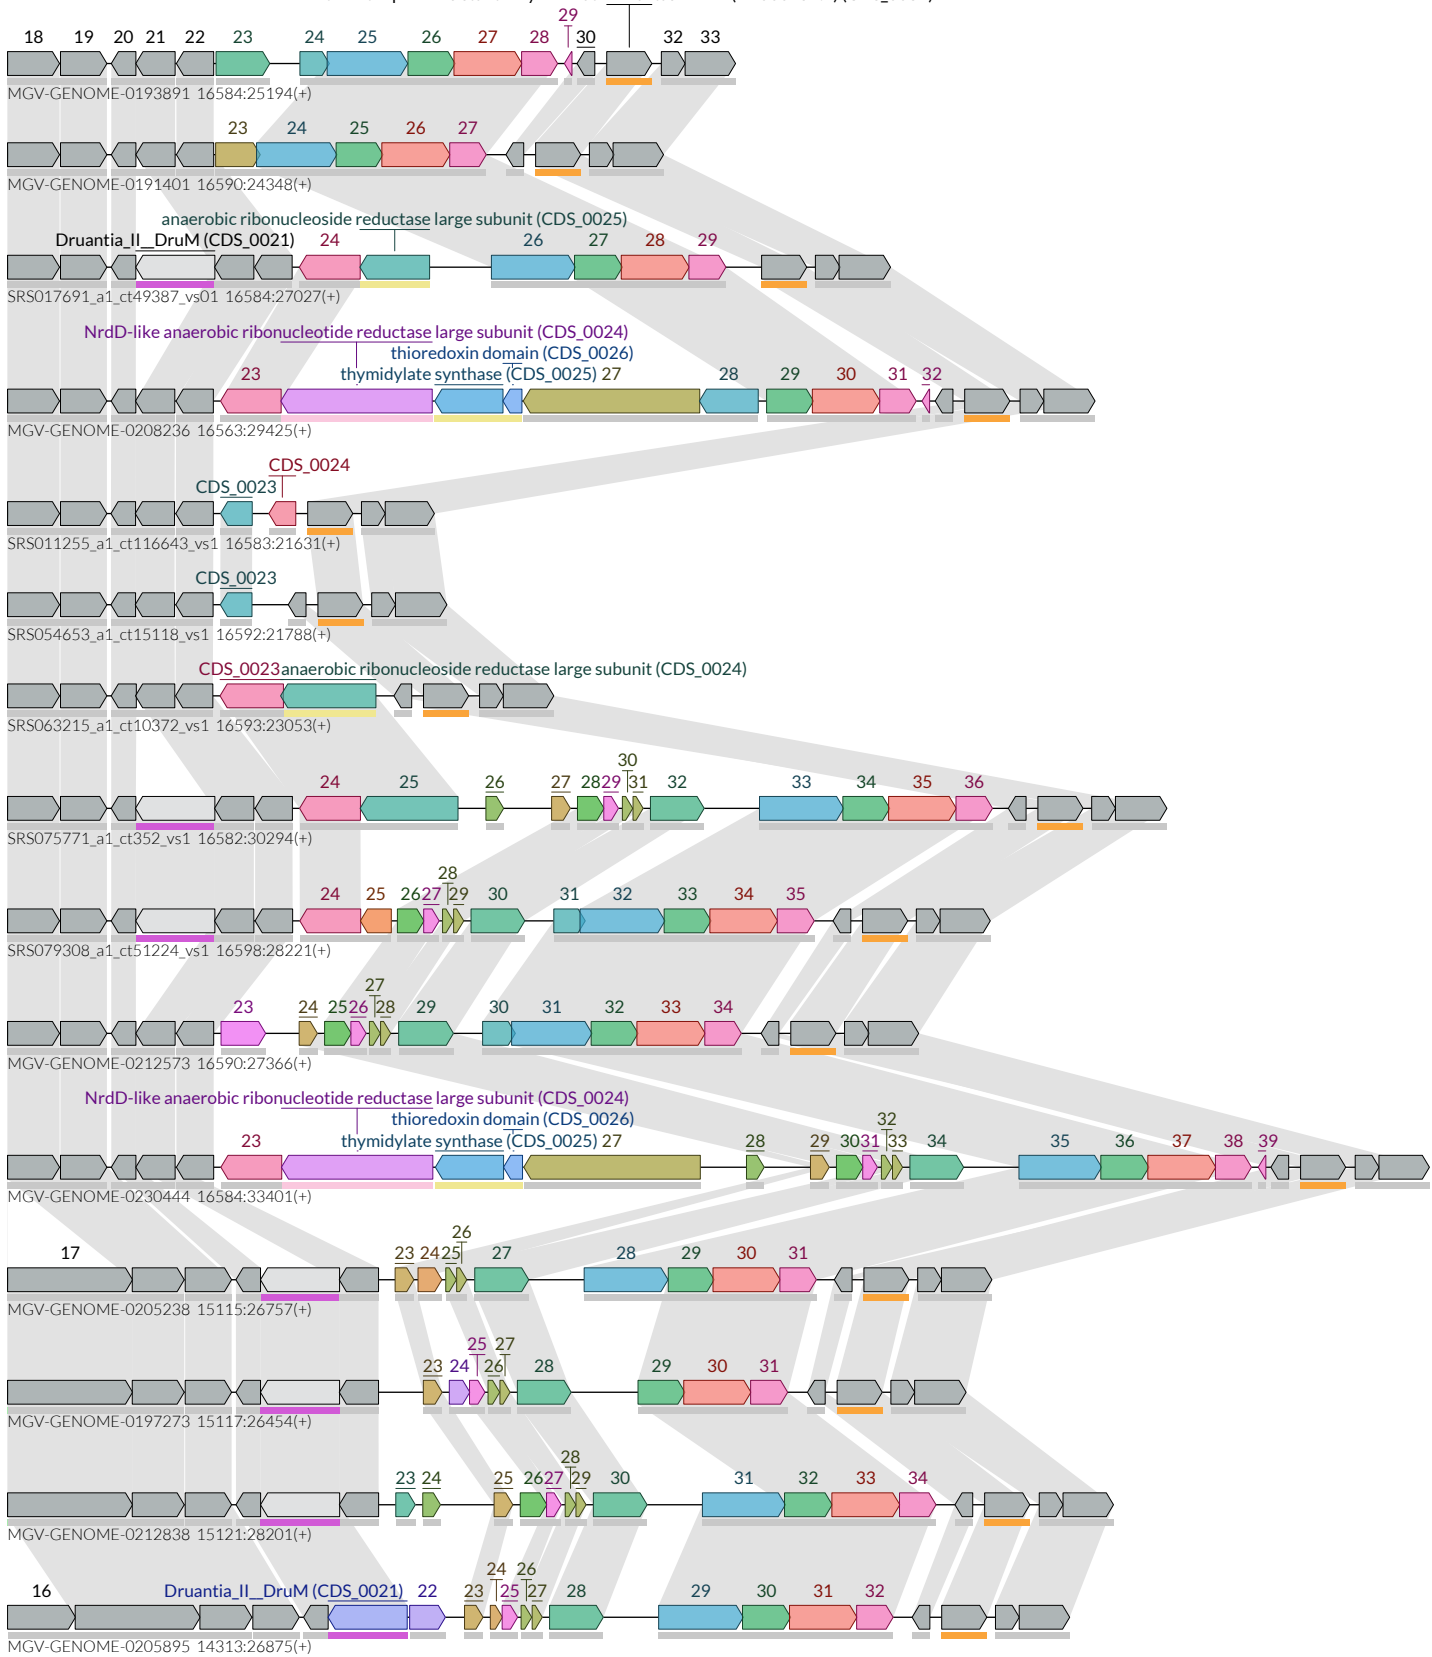 29
18 19 20 21 22 23 24 25 26 27 28 30 32 33
MGV-GENOME-0193891 16584:25194(+)
23 24 25 26 27
MGV-GENOME-0191401 16590:24348(+)
anaerobic ribonucleoside reductase large subunit (CDS_0025)
Druantia_II__DruM (CDS_0021) 24 26 27 28 29
SRS017691_a1_ct49387_vs01 16584:27027(+)
NrdD-like anaerobic ribonucleotide reductase large subunit (CDS_0024)
thioredoxin domain (CDS_0026)
23 thymidylate synthase (CDS_0025) 27 28 29 30 31 32
MGV-GENOME-0208236 16563:29425(+)
CDS_0024
CDS_0023
SRS011255_a1_ct116643_vs1 16583:21631(+)
CDS_0023
SRS054653_a1_ct15118_vs1 16592:21788(+)
CDS_0023 anaerobic ribonucleoside reductase large subunit (CDS_0024)
SRS063215_a1_ct10372_vs1 16593:23053(+)
30
24 25 26 27 28 29 31 32 33 34 35 36
SRS075771_a1_ct352_vs1 16582:30294(+)
28
24 25 26 27 29 30 31 32 33 34 35
SRS079308_a1_ct51224_vs1 16598:28221(+)
27
23 24 25 26 28 29 30 31 32 33 34
MGV-GENOME-0212573 16590:27366(+)
NrdD-like anaerobic ribonucleotide reductase large subunit (CDS_0024)
thioredoxin domain (CDS_0026) 32
23 thymidylate synthase (CDS_0025) 27 28 29 30 31 33 34 35 36 37 38 39
MGV-GENOME-0230444 16584:33401(+)
26
17 23 24 25 27 28 29 30 31
MGV-GENOME-0205238 15115:26757(+)
25 27
23 24 26 28 29 30 31
MGV-GENOME-0197273 15117:26454(+)
28
23 24 25 26 27 29 30 31 32 33 34
MGV-GENOME-0212838 15121:28201(+)
24 26
16 Druantia_II__DruM (CDS_0021) 22 23 25 27 28 29 30 31 32
MGV-GENOME-0205895 14313:26875(+)